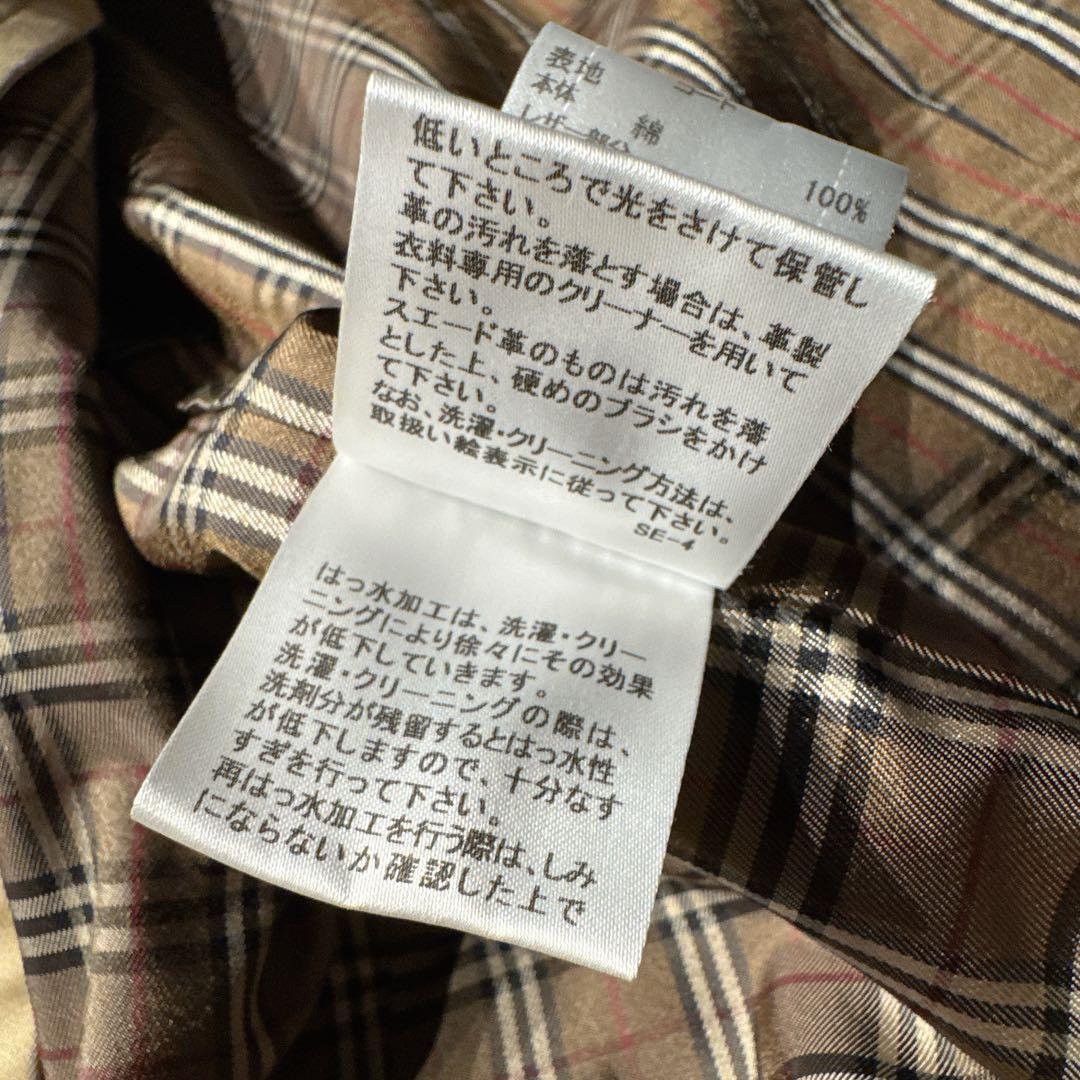 コート
表地
本体 綿 100%
レザー部分
低いところで光をさけて保管し
て下さい。
革の汚れを落とす場合は、革製
衣料専用のクリーナーを用いて
下さい。
スエード革のものは汚れを落
とした上、硬めのブラシをかけ
て下さい。
なお、洗濯・クリーニング方法は、
取扱い絵表示に従って下さい。
SE-4
はっ水加工は、洗濯・クリー
ニングにより徐々にその効果
が低下していきます。
洗濯・クリーニングの際は、
洗剤分が残留するとはっ水性
が低下しますので、十分なす
すぎを行って下さい。
再はっ水加工を行う際は、しみ
にならないか確認した上で